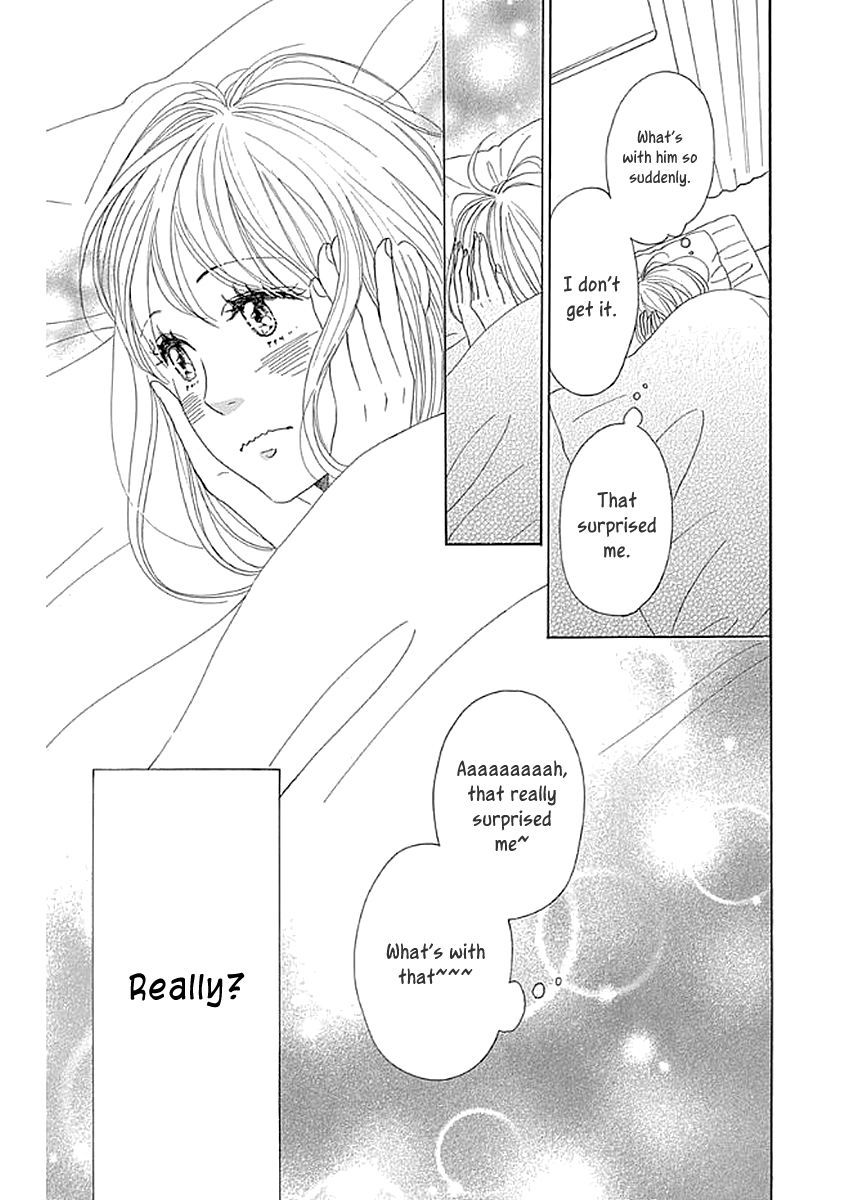 What's
with him so
suddenly.
I don't
get it.
That
surprised
me.
Aaaaaaaaah,
that really
surprised
me~
What's with
that~~~
Really?